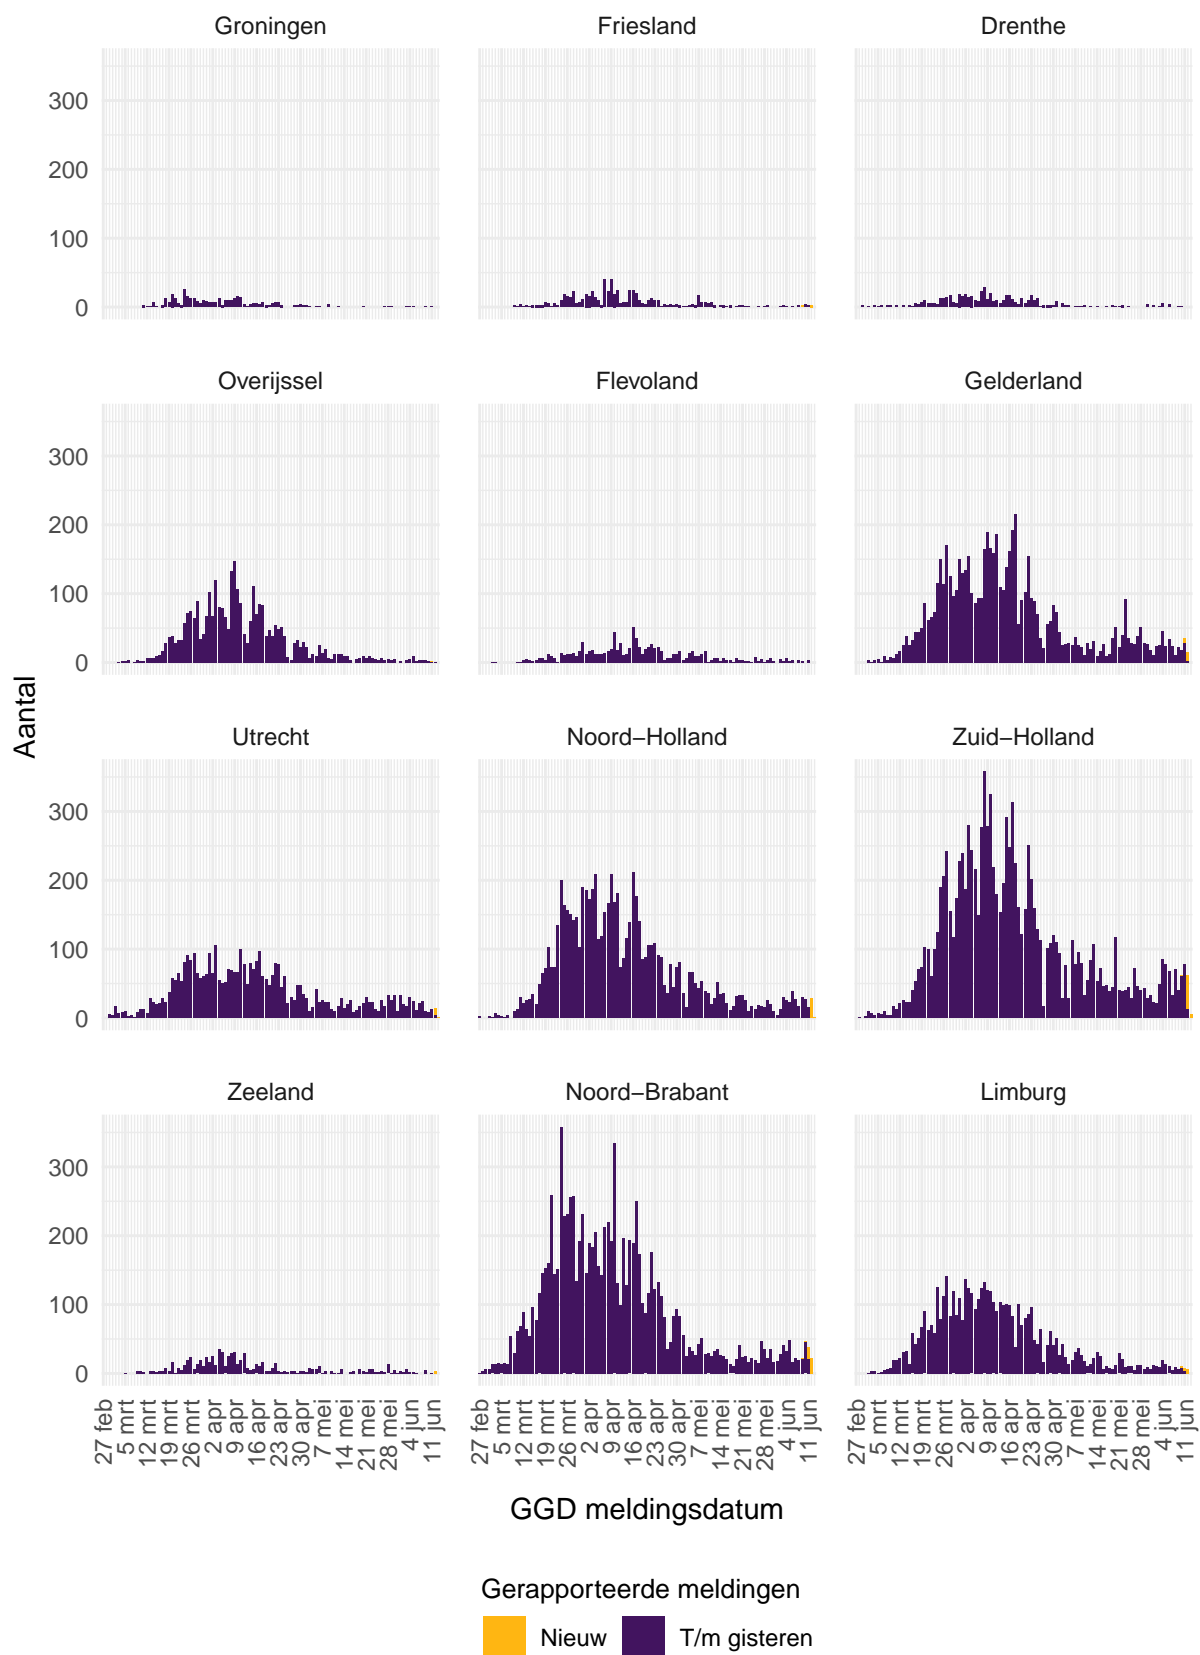 Groningen Friesland Drenthe
300
200
100
0
Overijssel Flevoland Gelderland
300
200
100
0
Aantal
Utrecht Noord−Holland Zuid−Holland
300
200
100
0
Zeeland Noord−Brabant Limburg
300
200
100
0
27 feb 5 mrt 12 mrt 19 mrt 26 mrt 2 apr 9 apr 16 apr 23 apr 30 apr 7 mei 14 mei 21 mei 28 mei 4 jun 11 jun
27 feb 5 mrt 12 mrt 19 mrt 26 mrt 2 apr 9 apr 16 apr 23 apr 30 apr 7 mei 14 mei 21 mei 28 mei 4 jun 11 jun
27 feb 5 mrt 12 mrt 19 mrt 26 mrt 2 apr 9 apr 16 apr 23 apr 30 apr 7 mei 14 mei 21 mei 28 mei 4 jun 11 jun
GGD meldingsdatum
Gerapporteerde meldingen
Nieuw T/m gisteren